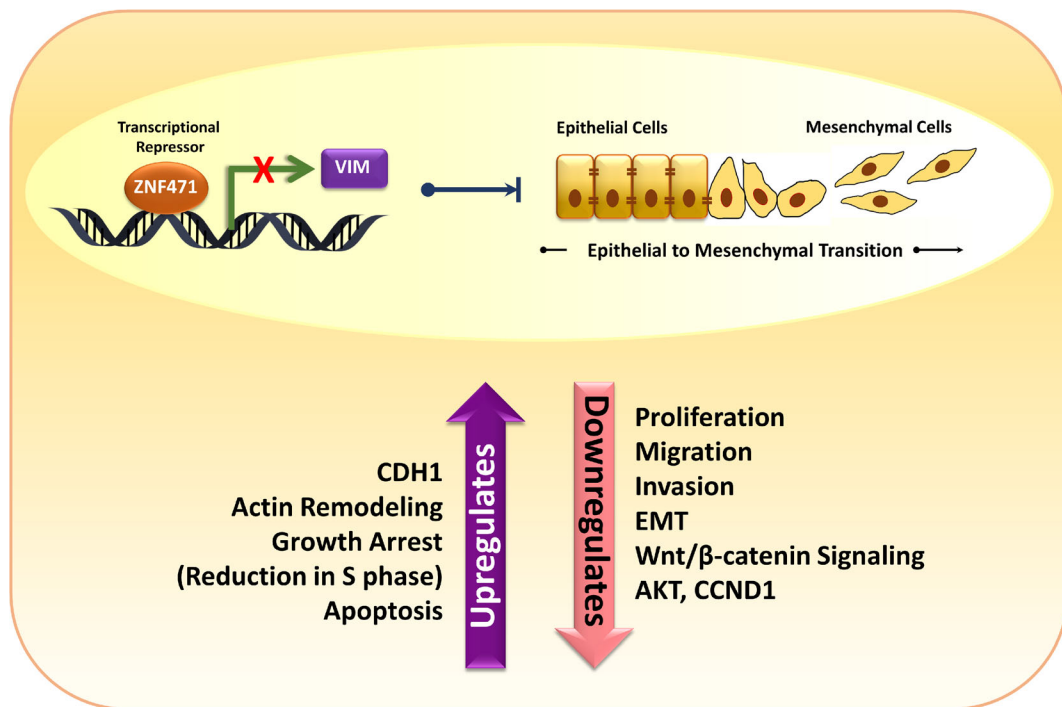 Transcriptional
Repressor
ZNF471
X
VIM
Epithelial Cells
Mesenchymal Cells
Epithelial to Mesenchymal Transition
CDH1
Actin Remodeling
Growth Arrest
(Reduction in S phase)
Apoptosis
Upregulates
Downregulates
Proliferation
Migration
Invasion
EMT
Wnt/β-catenin Signaling
AKT, CCND1